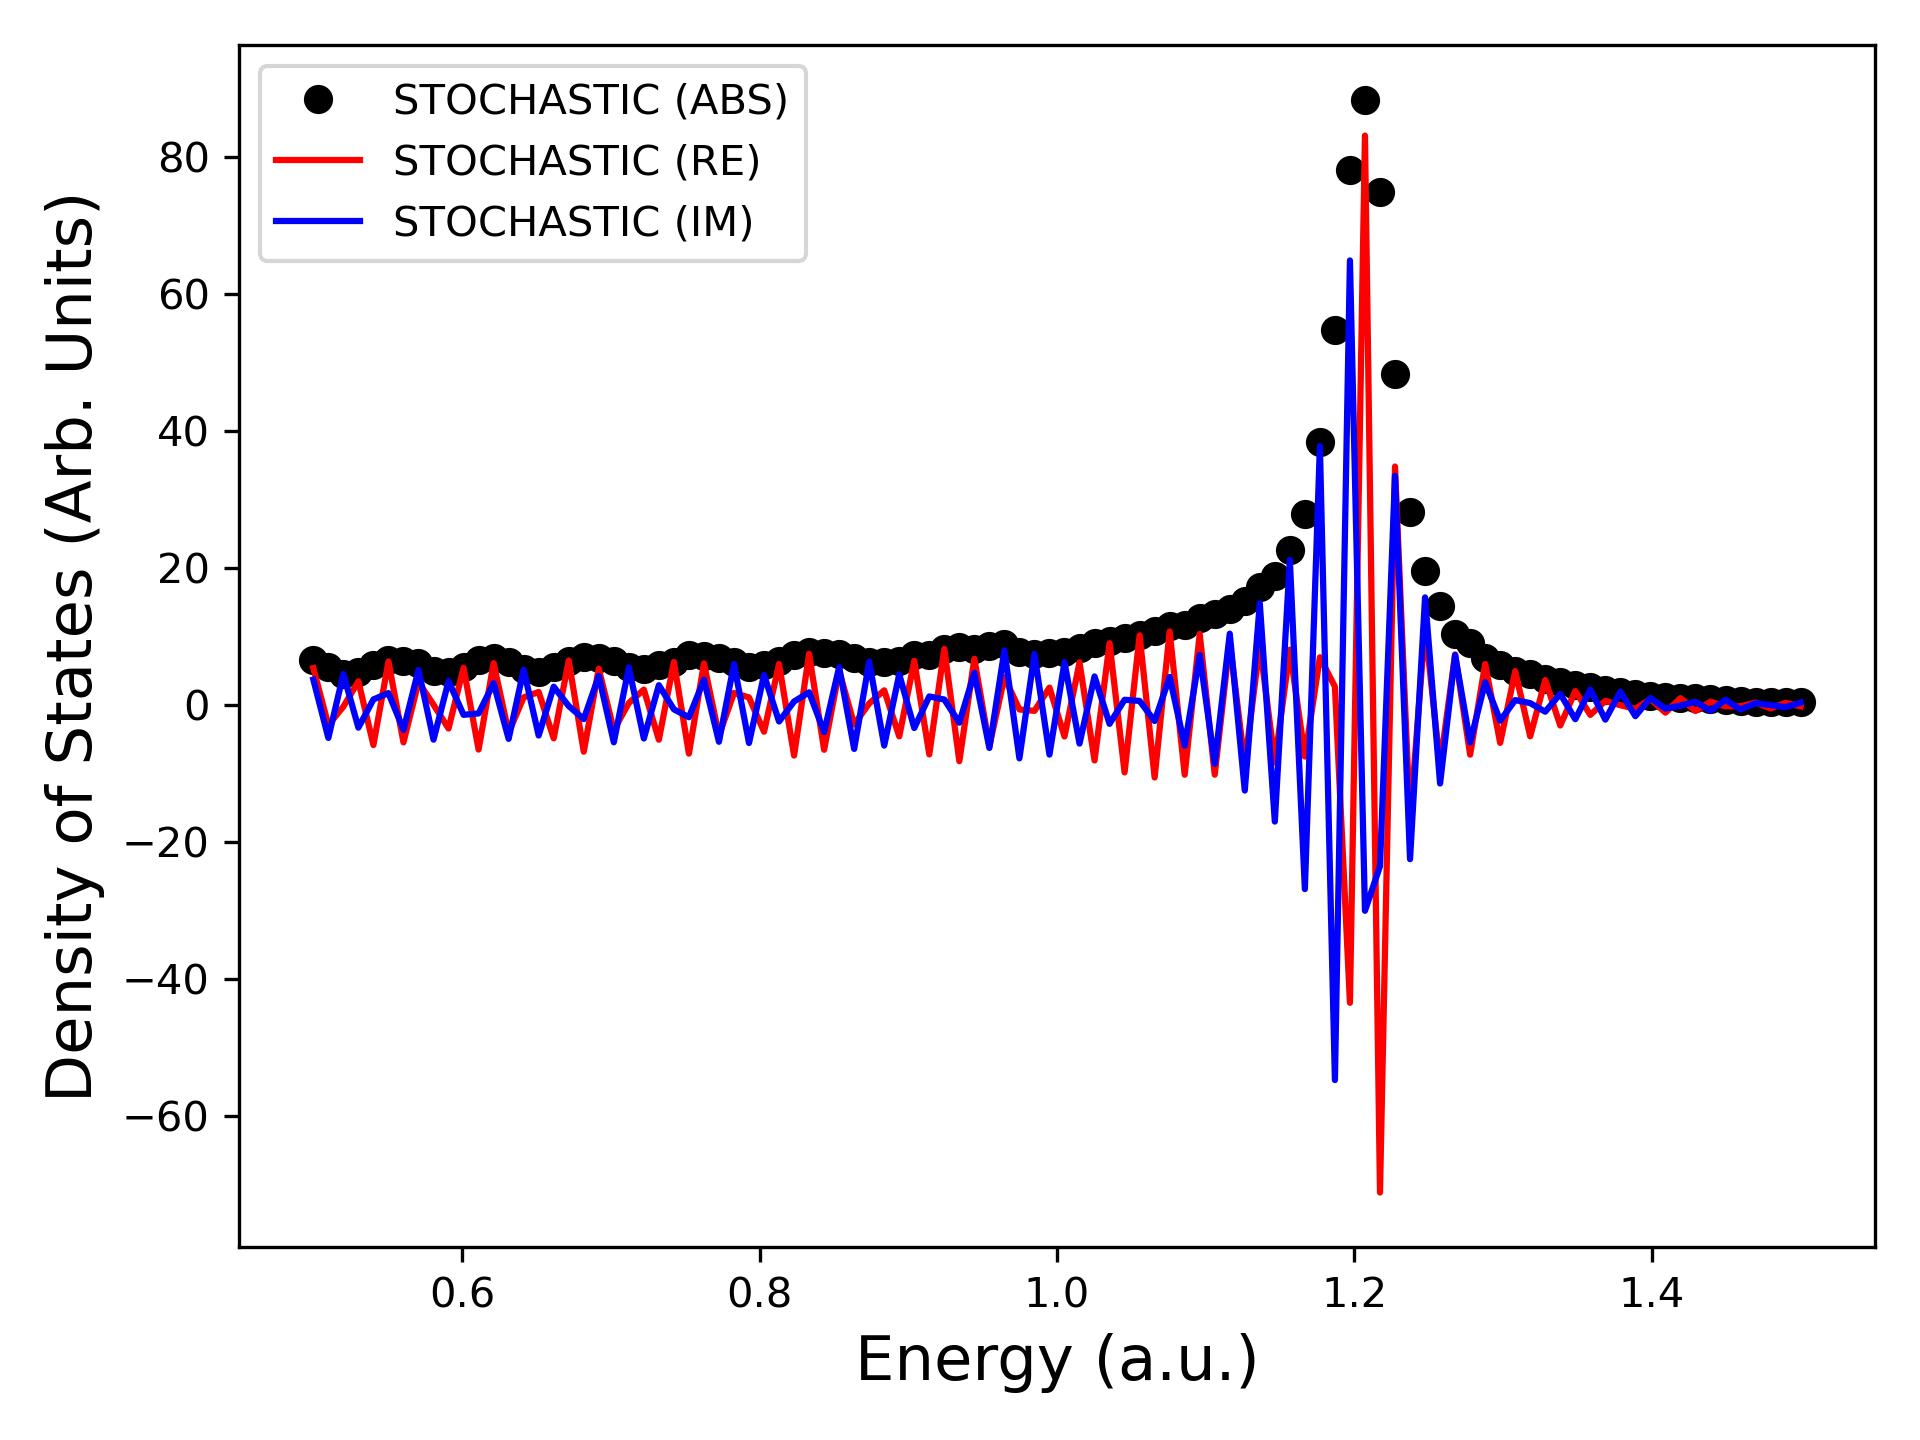 STOCHASTIC (ABS)
STOCHASTIC (RE)
STOCHASTIC (IM)
Density of States (Arb. Units)
80
60
40
20
0
−20
−40
−60
0.6
0.8
1.0
1.2
1.4
Energy (a.u.)